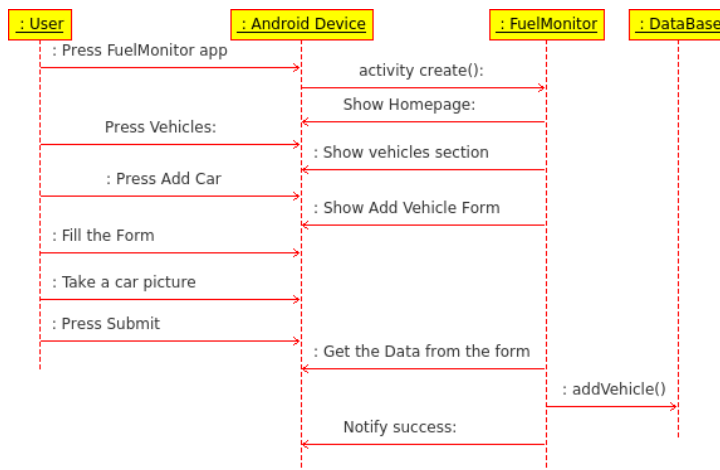 : User
: Android Device
: FuelMonitor
: DataBase
: Press FuelMonitor app
activity create():
Show Homepage:
Press Vehicles:
: Show vehicles section
: Press Add Car
: Show Add Vehicle Form
: Fill the Form
: Take a car picture
: Press Submit
: Get the Data from the form
: addVehicle()
Notify success: